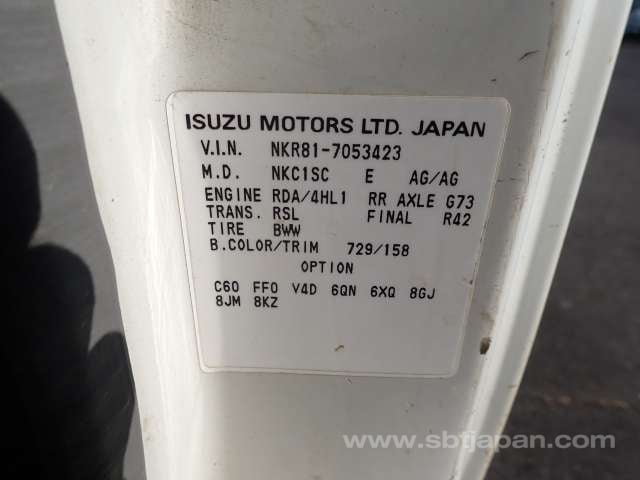 ISUZU MOTORS LTD. JAPAN
V.I.N. NKR81-7053423
M.D. NKC1SC E AG/AG
ENGINE RDA/4HL1 RR AXLE G73
TRANS. RSL FINAL R42
TIRE BWW
B.COLOR/TRIM 729/158
OPTION
C60 FF0 V4D 6QN 6XQ 8GJ
8JM 8KZ
www.sbtjapan.com